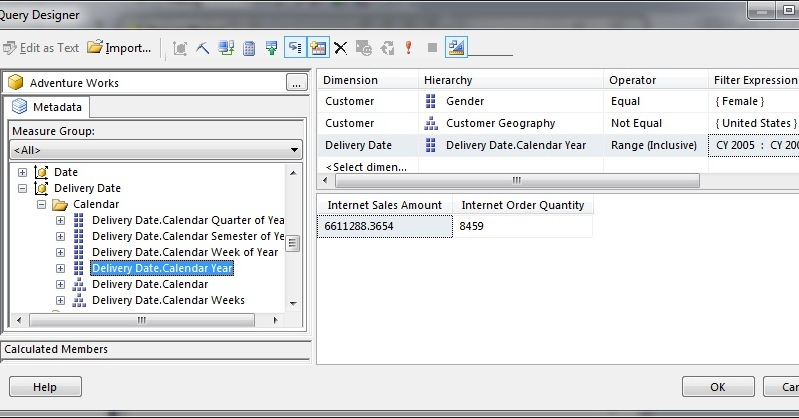 Query Designer
Edit as Text Import...
Adventure Works ...
Metadata
Measure Group:
<All>
Date
Delivery Date
Calendar
Delivery Date.Calendar Quarter of Yea
Delivery Date.Calendar Semester of Ye
Delivery Date.Calendar Week of Year
Delivery Date.Calendar Year
Delivery Date.Calendar
Delivery Date.Calendar Weeks
Calculated Members
Dimension Hierarchy Operator Filter Expression
Customer Gender Equal { Female }
Customer Customer Geography Not Equal { United States }
Delivery Date Delivery Date.Calendar Year Range (Inclusive) CY 2005 : CY 200
<Select dimen...
Internet Sales Amount Internet Order Quantity
6611288.3654 8459
Help OK Can